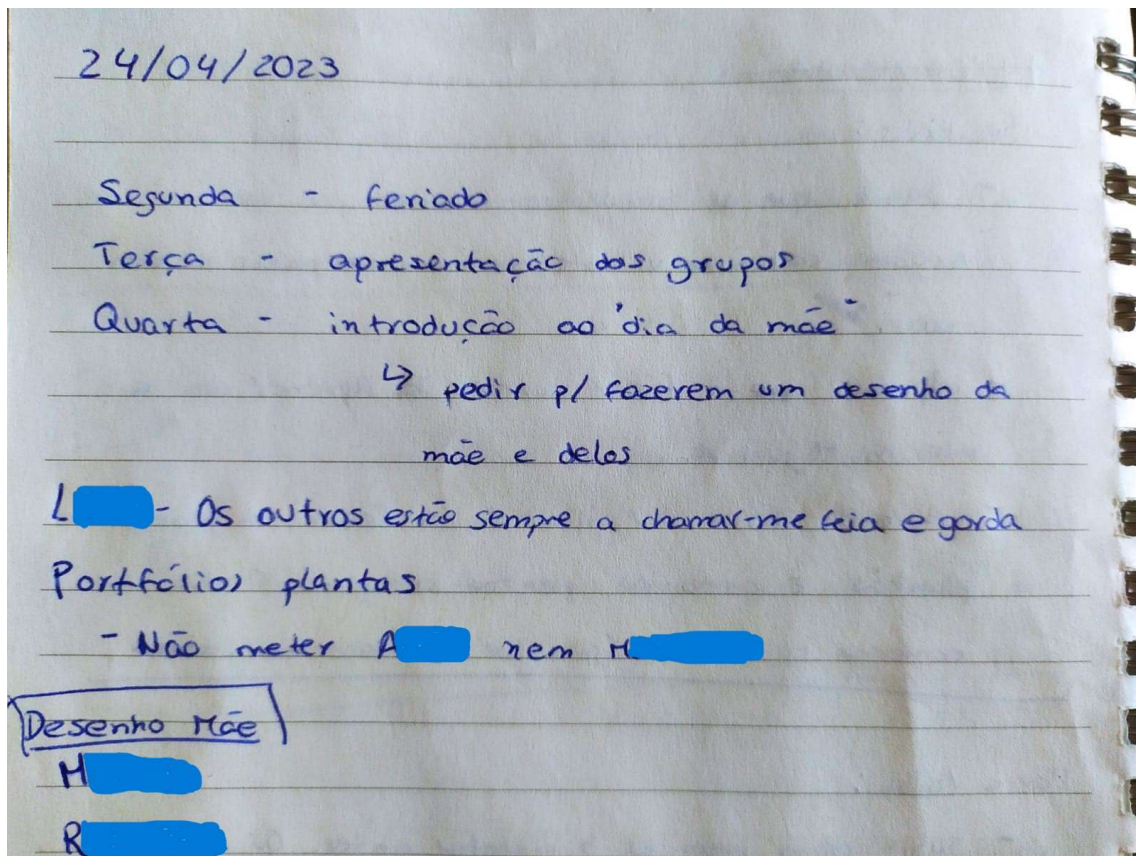 24/04/2023
Segunda - feriado
Terça - apresentação dos grupos
Quarta - introdução ao "dia da mãe"
↳ pedir p/ fazerem um desenho da
mãe e deles
L - Os outros estão sempre a chamar-me feia e gorda
Portfólios plantas
- Não meter A nem M
Desenho Mãe
M
R